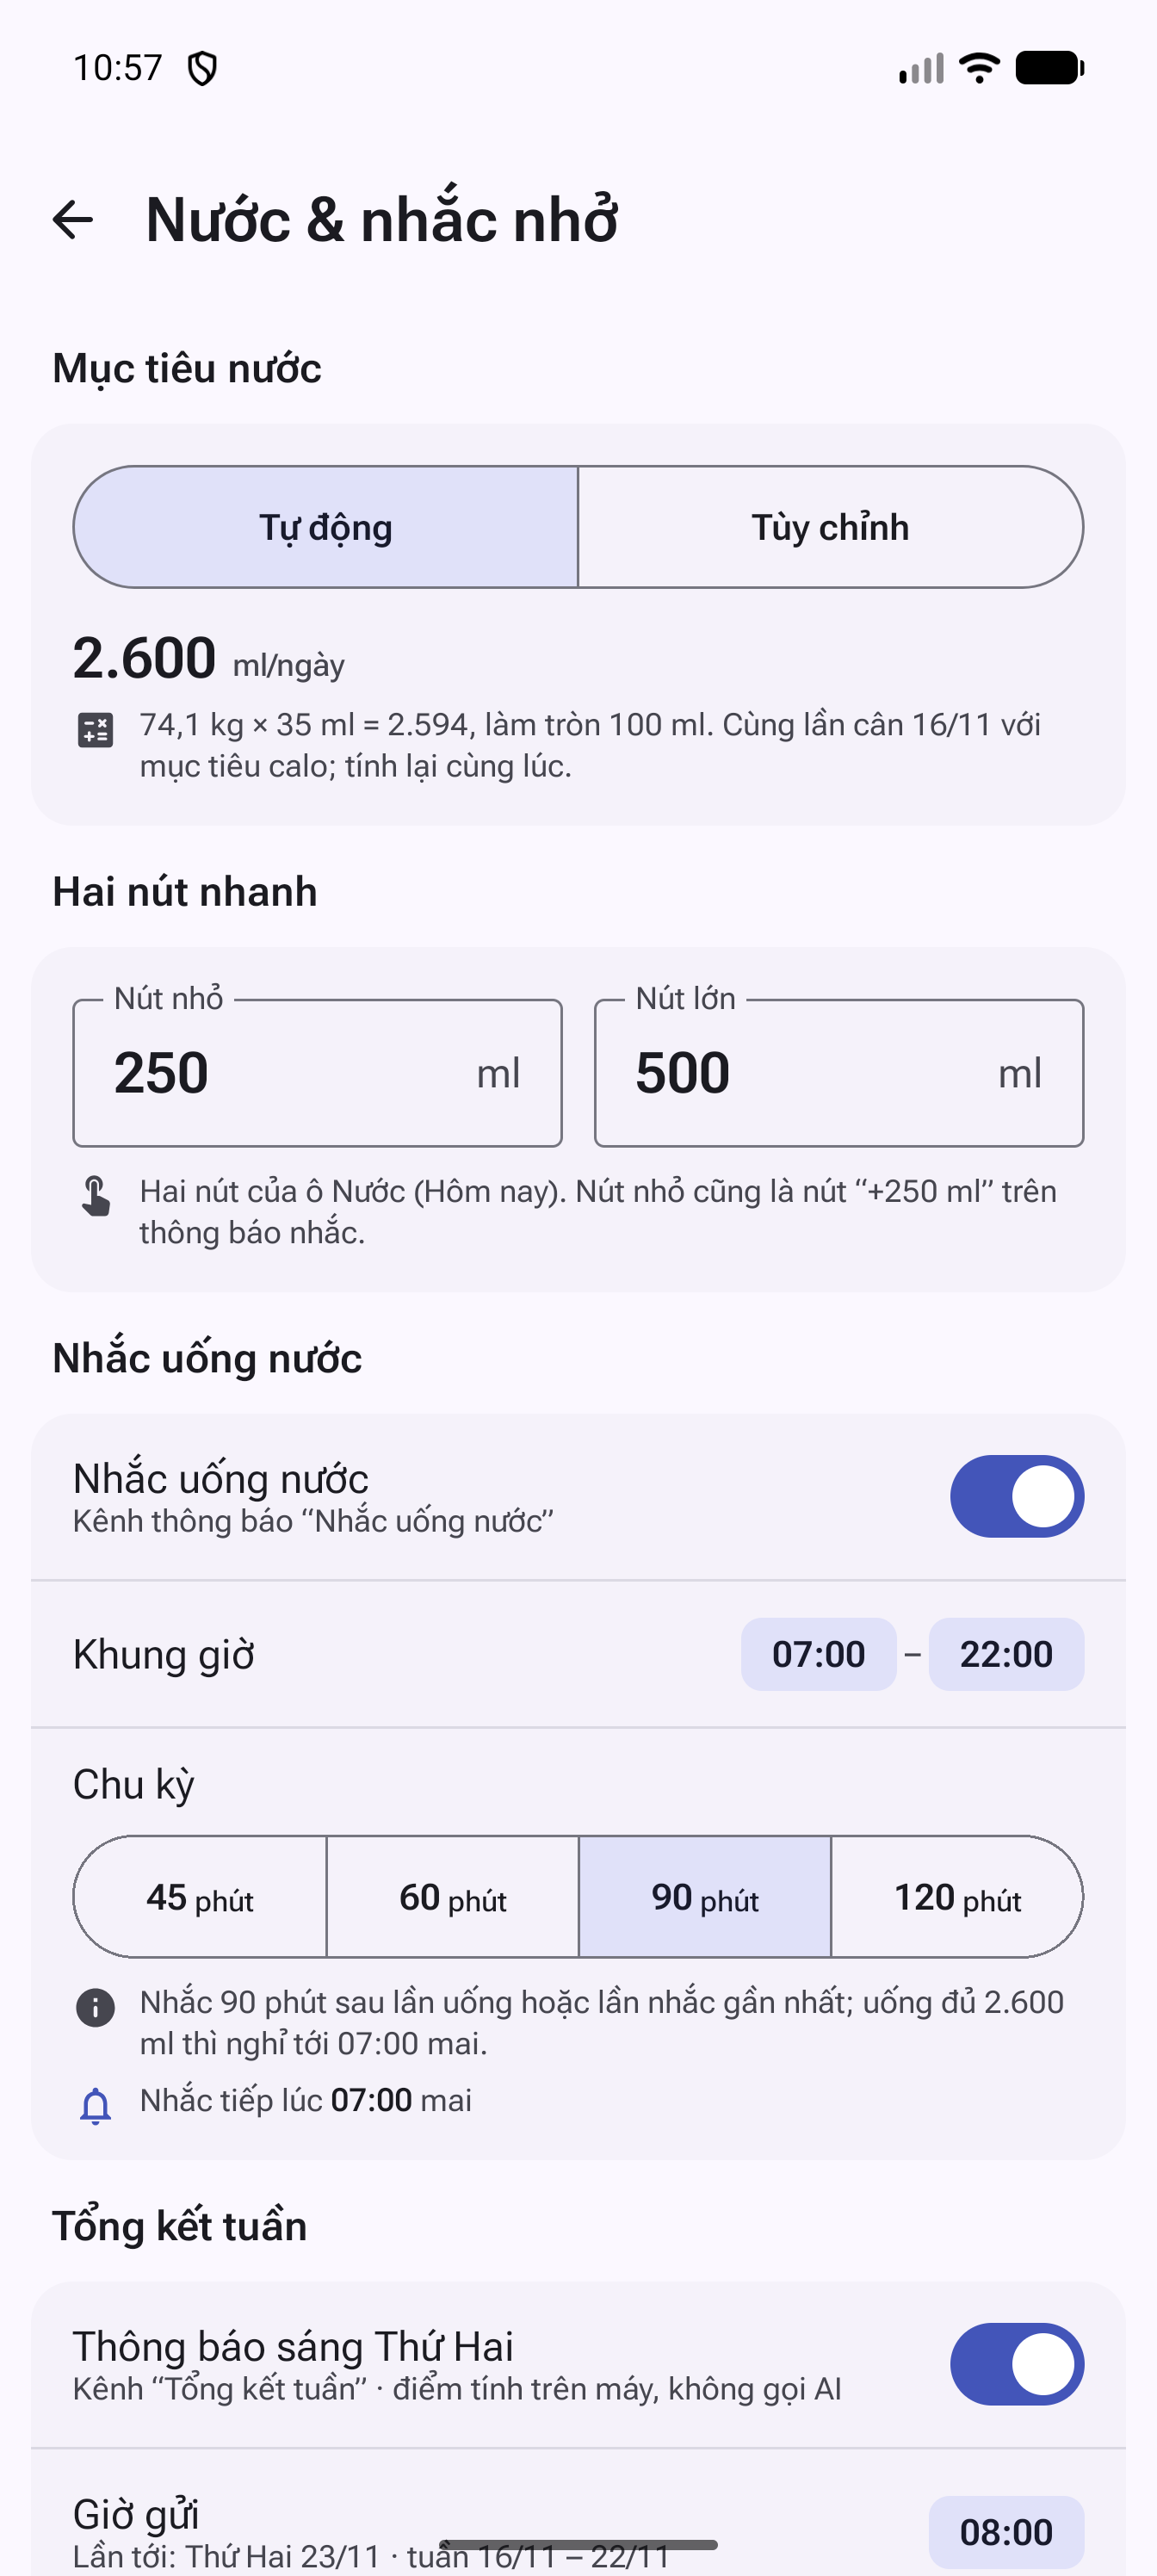 10:57
Nước & nhắc nhở
Mục tiêu nước
Tự động
Tùy chỉnh
2.600 ml/ngày
74,1 kg × 35 ml = 2.594, làm tròn 100 ml. Cùng lần cân 16/11 với
mục tiêu calo; tính lại cùng lúc.
Hai nút nhanh
Nút nhỏ
250 ml
Nút lớn
500 ml
Hai nút của ô Nước (Hôm nay). Nút nhỏ cũng là nút “+250 ml” trên
thông báo nhắc.
Nhắc uống nước
Nhắc uống nước
Kênh thông báo “Nhắc uống nước”
Khung giờ
07:00 – 22:00
Chu kỳ
45 phút
60 phút
90 phút
120 phút
Nhắc 90 phút sau lần uống hoặc lần nhắc gần nhất; uống đủ 2.600
ml thì nghỉ tới 07:00 mai.
Nhắc tiếp lúc 07:00 mai
Tổng kết tuần
Thông báo sáng Thứ Hai
Kênh “Tổng kết tuần” · điểm tính trên máy, không gọi AI
Giờ gửi
08:00
Lần tới: Thứ Hai 23/11 · tuần 16/11 – 22/11